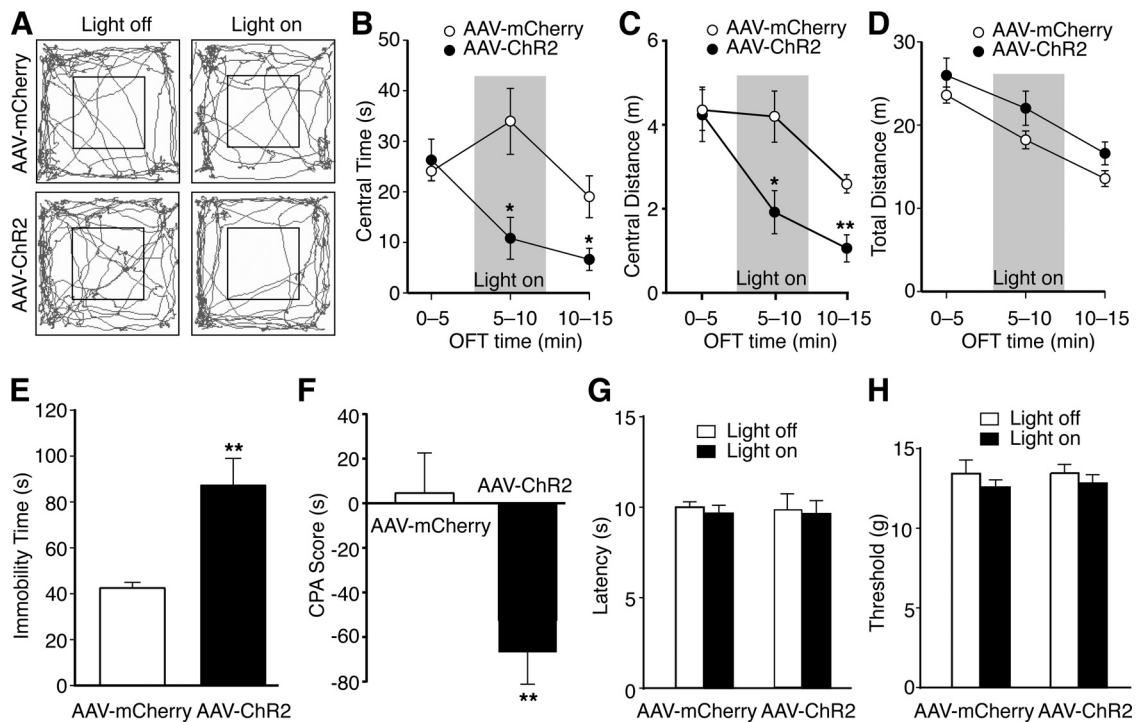 A
Light off
Light on
AAV-mCherry
AAV-ChR2
B
AAV-mCherry
AAV-ChR2
Central Time (s)
50
40
30
20
10
0
*
*
Light on
0–5
5–10
10–15
OFT time (min)
C
AAV-mCherry
AAV-ChR2
Central Distance (m)
6
4
2
0
*
**
Light on
0–5
5–10
10–15
OFT time (min)
D
AAV-mCherry
AAV-ChR2
Total Distance (m)
30
20
10
0
Light on
0–5
5–10
10–15
OFT time (min)
E
Immobility Time (s)
120
100
80
60
40
20
0
**
AAV-mCherry
AAV-ChR2
F
CPA Score (s)
40
20
0
-20
-40
-60
-80
AAV-ChR2
AAV-mCherry
**
G
Light off
Light on
Latency (s)
15
10
5
0
AAV-mCherry
AAV-ChR2
H
Light off
Light on
Threshold (g)
15
13
10
5
0
AAV-mCherry
AAV-ChR2